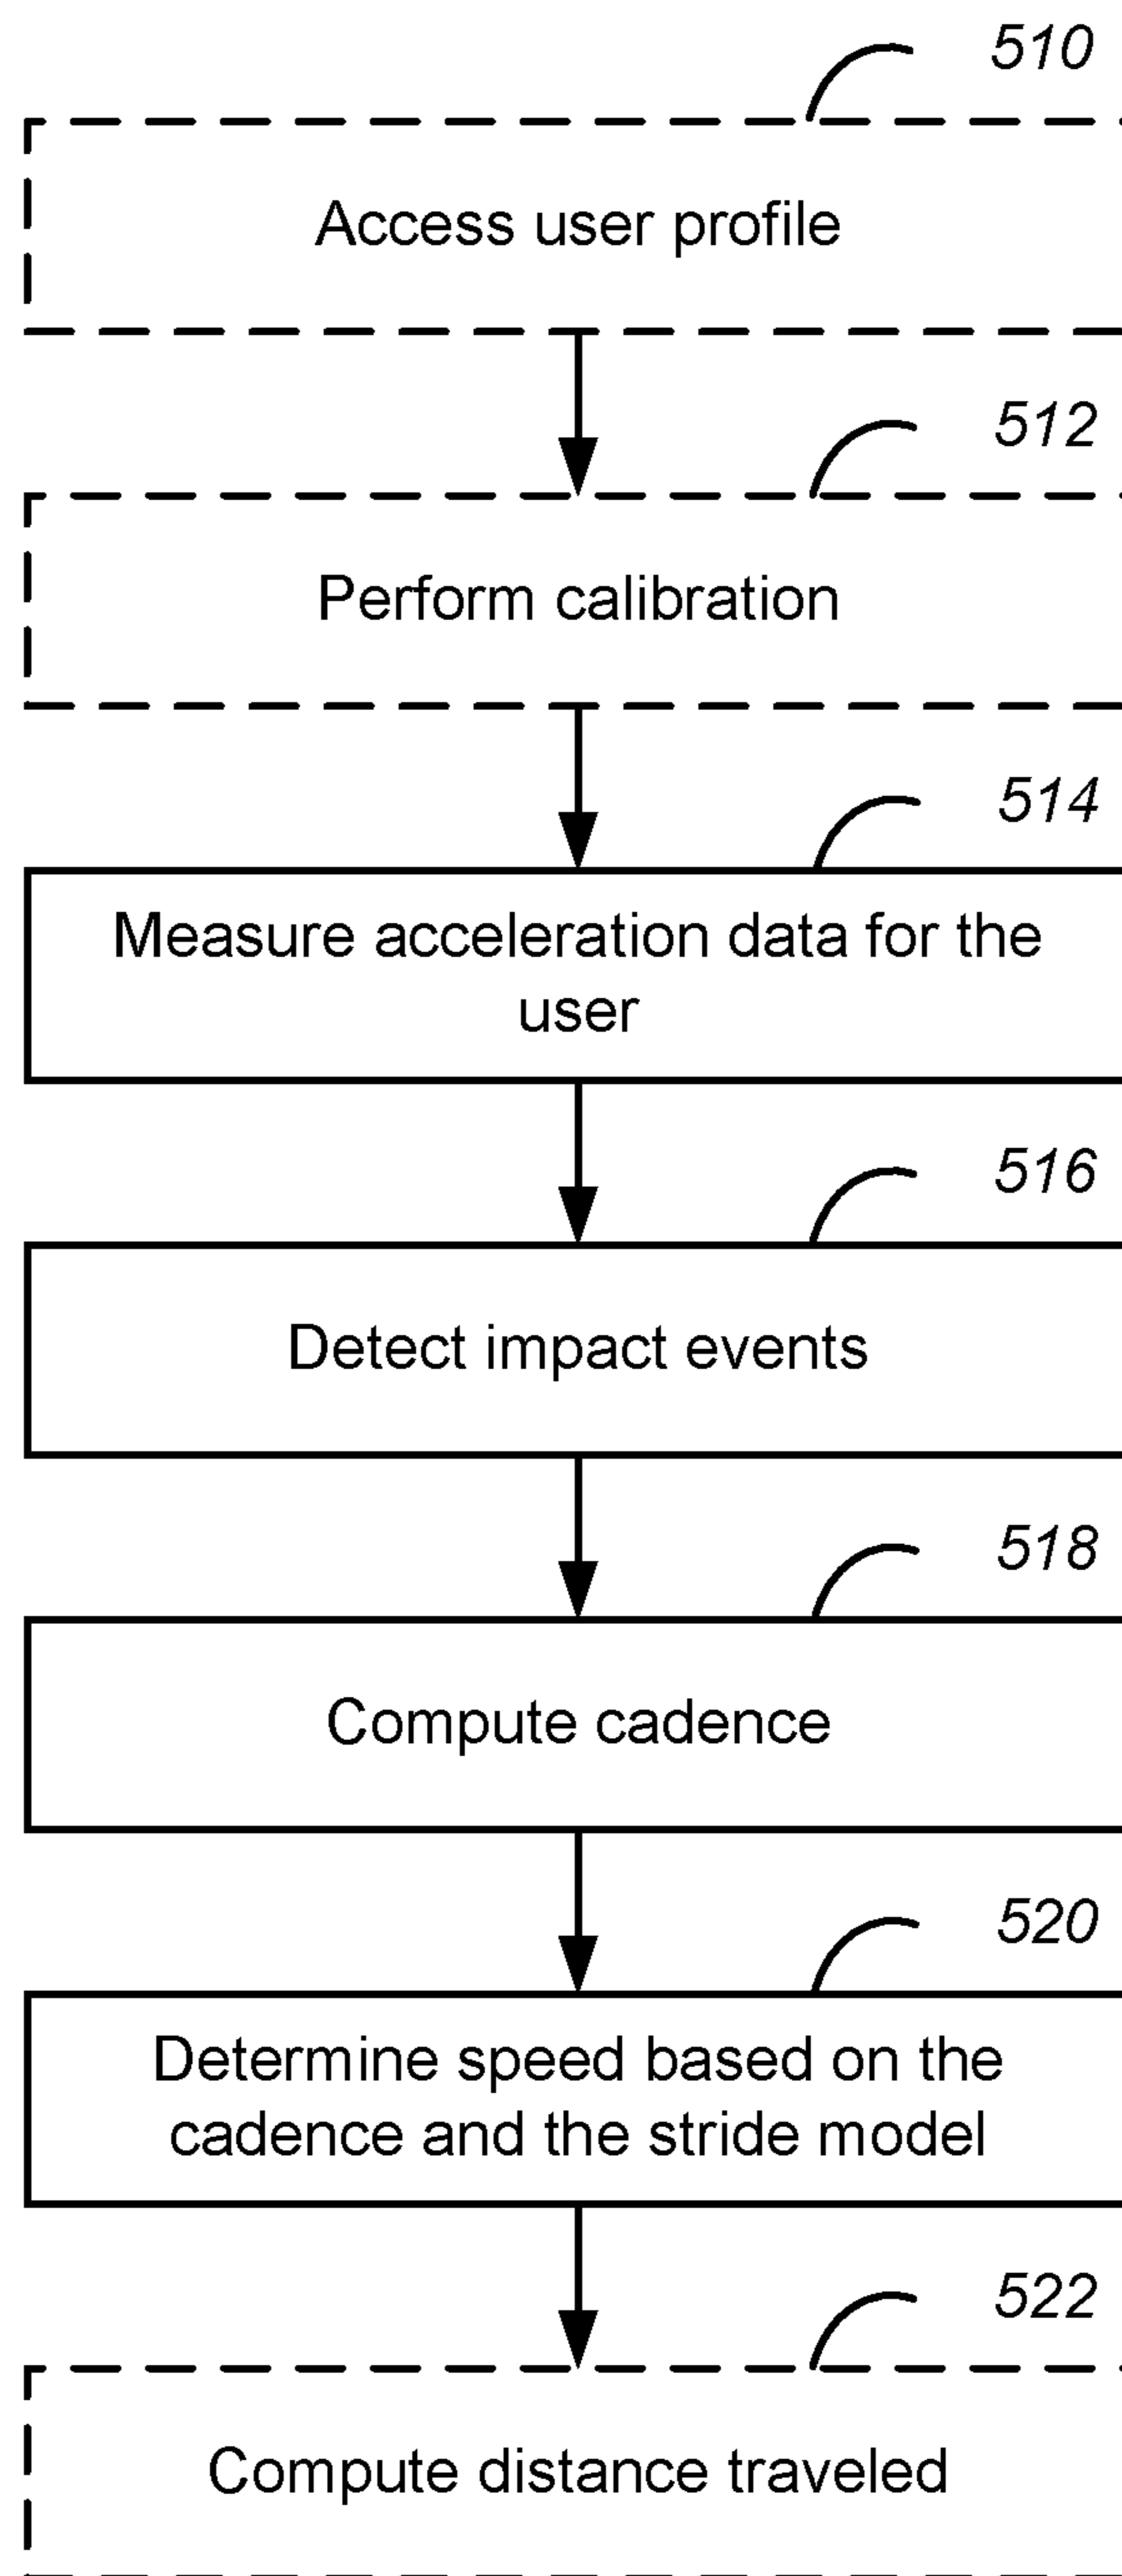 510
Access user profile
512
Perform calibration
514
Measure acceleration data for the
user
516
Detect impact events
518
Compute cadence
520
Determine speed based on the
cadence and the stride model
522
Compute distance traveled